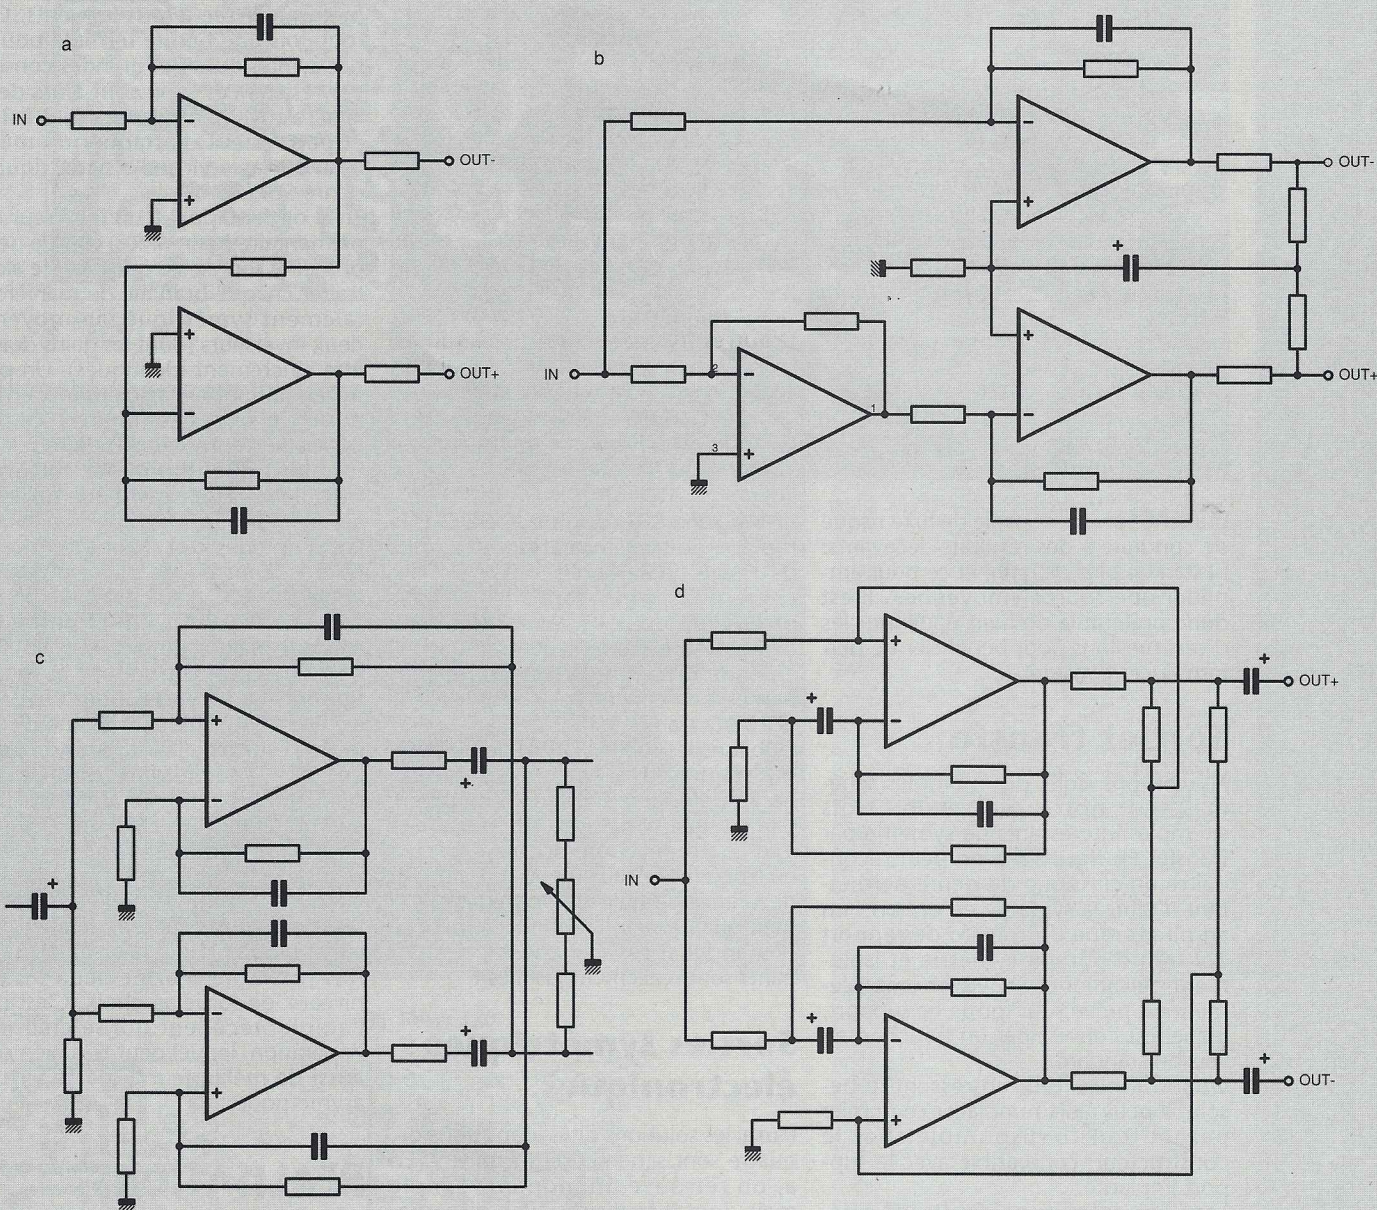 a
IN
−
+
OUT-
+
−
OUT+
b
IN
−
+
OUT-
+
2
−
1
3
+
+
−
OUT+
c
+
−
+
+
−
+
+
d
IN
+
−
+
+
OUT+
+
−
+
+
OUT-